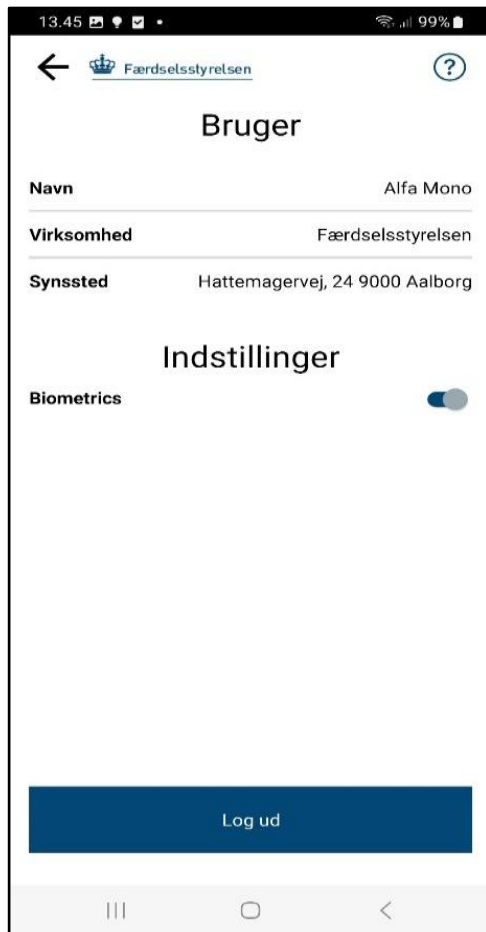 13.45 99%
Færdselsstyrelsen ?
Bruger
Navn Alfa Mono
Virksomhed Færdselsstyrelsen
Synssted Hattemagervej, 24 9000 Aalborg
Indstillinger
Biometrics
Log ud